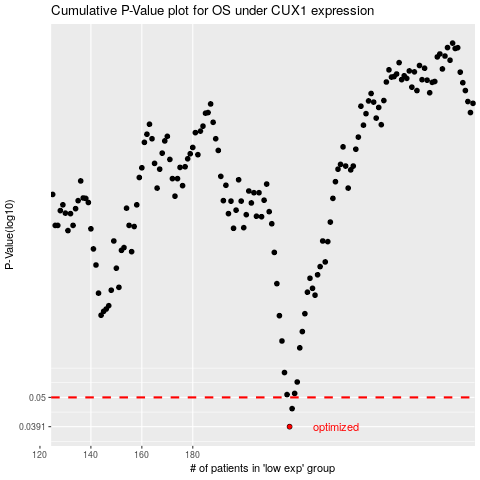 Cumulative P-Value plot for OS under CUX1 expression
P-Value(log10)
0.05
0.0391
optimized
120 140 160 180
# of patients in 'low exp' group